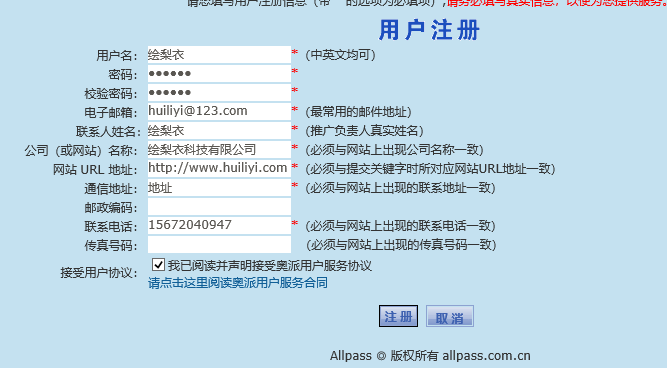 请您填写用户注册信息（带 * 的选项为必填项）,请务必填写真实信息，以便为您提供服务。
用户注册
用户名： 绘梨衣 * (中英文均可)
密码： ●●●●●● *
校验密码： ●●●●●● *
电子邮箱： huiliyi@123.com * (最常用的邮件地址)
联系人姓名： 绘梨衣 * (推广负责人真实姓名)
公司（或网站）名称： 绘梨衣科技有限公司 * (必须与网站上出现公司名称一致)
网站 URL 地址： http://www.huiliyi.com * (必须与提交关键字时所对应网站URL地址一致)
通信地址： 地址 * (必须与网站上出现的联系地址一致)
邮政编码：
联系电话： 15672040947 * (必须与网站上出现的联系电话一致)
传真号码： (必须与网站上出现的传真号码一致)
接受用户协议： 我已阅读并声明接受奥派用户服务协议
请点击这里阅读奥派用户服务合同
注册 取消
Allpass © 版权所有 allpass.com.cn